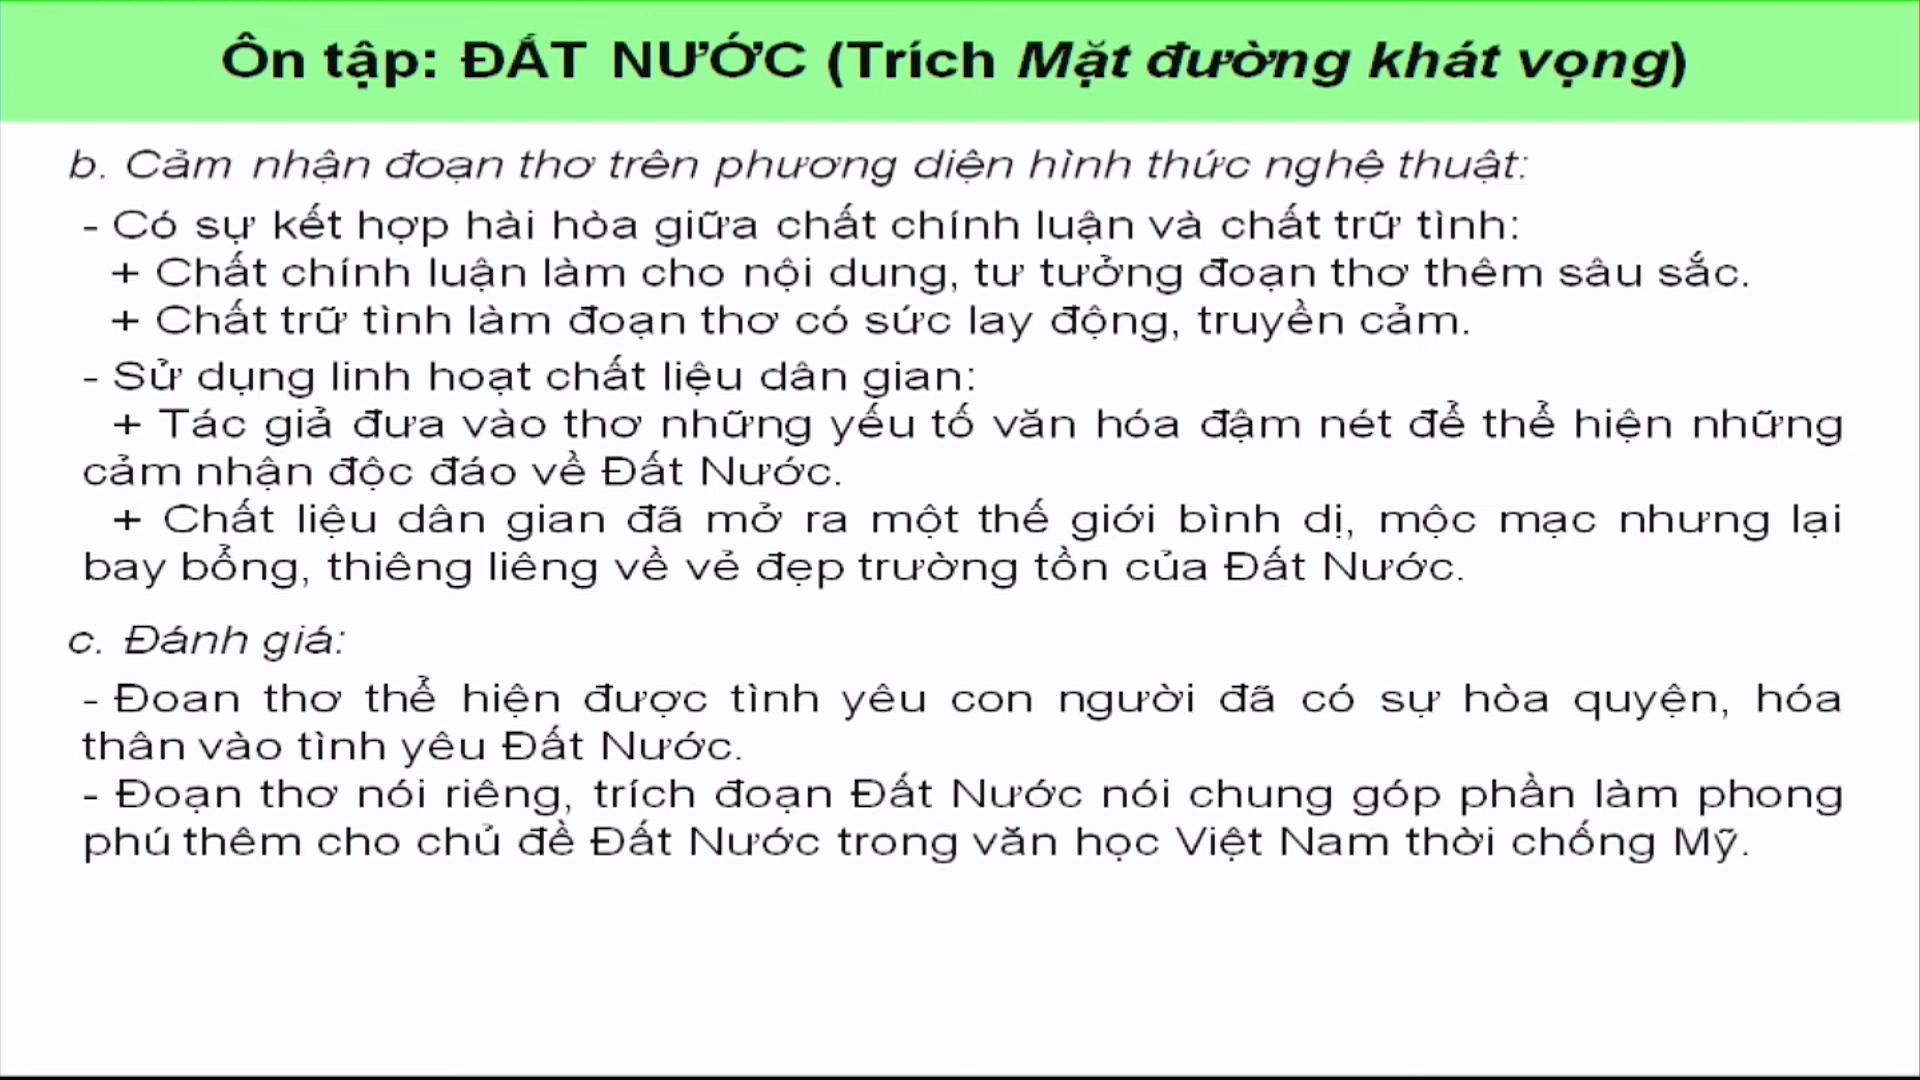 Ôn tập: ĐẤT NƯỚC (Trích Mặt đường khát vọng)
b. Cảm nhận đoạn thơ trên phương diện hình thức nghệ thuật:
- Có sự kết hợp hài hòa giữa chất chính luận và chất trữ tình:
+ Chất chính luận làm cho nội dung, tư tưởng đoạn thơ thêm sâu sắc.
+ Chất trữ tình làm đoạn thơ có sức lay động, truyền cảm.
- Sử dụng linh hoạt chất liệu dân gian:
+ Tác giả đưa vào thơ những yếu tố văn hóa đậm nét để thể hiện những
cảm nhận độc đáo về Đất Nước.
+ Chất liệu dân gian đã mở ra một thế giới bình dị, mộc mạc nhưng lại
bay bổng, thiêng liêng về vẻ đẹp trường tồn của Đất Nước.
c. Đánh giá:
- Đoan thơ thể hiện được tình yêu con người đã có sự hòa quyện, hóa
thân vào tình yêu Đất Nước.
- Đoạn thơ nói riêng, trích đoạn Đất Nước nói chung góp phần làm phong
phú thêm cho chủ đề Đất Nước trong văn học Việt Nam thời chống Mỹ.